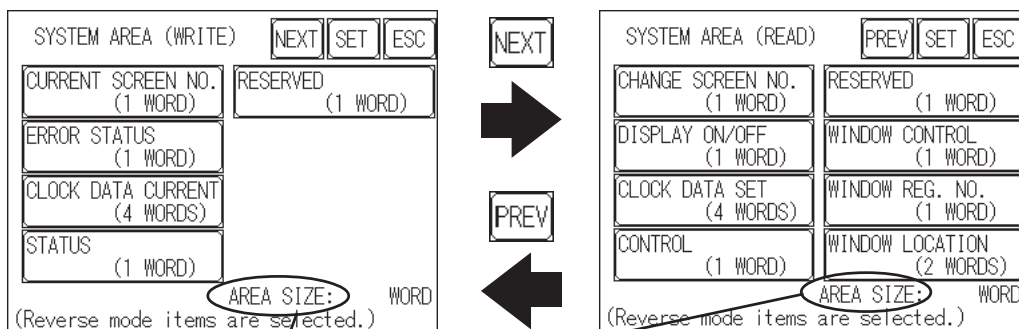 SYSTEM AREA (WRITE) NEXT SET ESC
CURRENT SCREEN NO. (1 WORD)
RESERVED (1 WORD)
ERROR STATUS (1 WORD)
CLOCK DATA CURRENT (4 WORDS)
STATUS (1 WORD)
AREA SIZE: WORD
(Reverse mode items are selected.)
NEXT
PREV
SYSTEM AREA (READ) PREV SET ESC
CHANGE SCREEN NO. (1 WORD)
RESERVED (1 WORD)
DISPLAY ON/OFF (1 WORD)
WINDOW CONTROL (1 WORD)
CLOCK DATA SET (4 WORDS)
WINDOW REG. NO. (1 WORD)
CONTROL (1 WORD)
WINDOW LOCATION (2 WORDS)
AREA SIZE: WORD
(Reverse mode items are selected.)